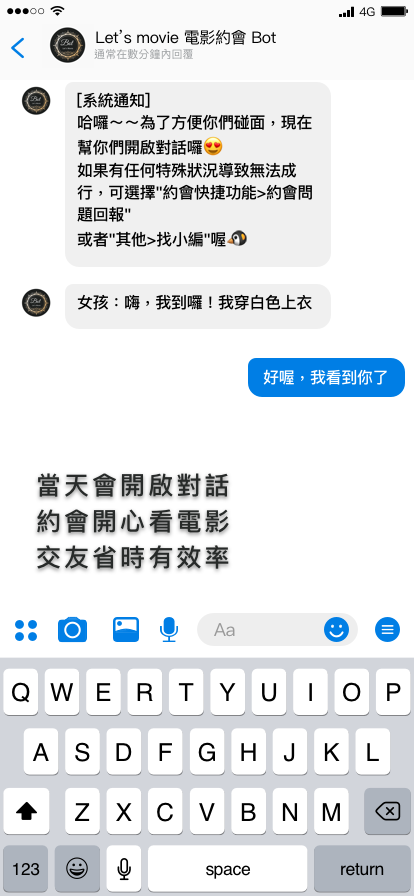 4G
Let's movie 電影約會 Bot
通常在數分鐘內回覆
[系統通知]
哈囉～～為了方便你們碰面，現在
幫你們開啟對話囉😍
如果有任何特殊狀況導致無法成
行，可選擇"約會快捷功能>約會問
題回報"
或者"其他>找小編"喔🐧
女孩：嗨，我到囉！我穿白色上衣
好喔，我看到你了
當天會開啟對話
約會開心看電影
交友省時有效率
Aa
Q W E R T Y U I O P
A S D F G H J K L
Z X C V B N M
123 space return